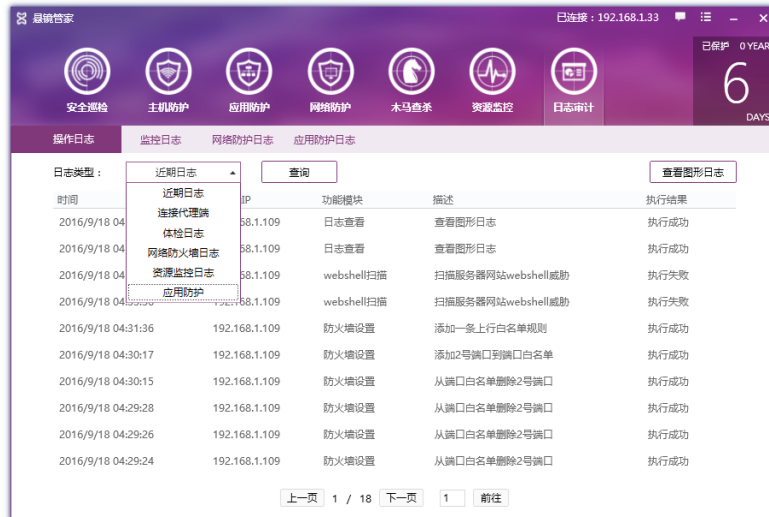 悬镜管家 已连接：192.168.1.33
已保护 0 YEAR
6
DAYS
安全巡检 主机防护 应用防护 网络防护 木马查杀 资源监控 日志审计
操作日志 监控日志 网络防护日志 应用防护日志
日志类型： 近期日志 查询 查看图形日志
近期日志
连接代理端
体检日志
网络防火墙日志
资源监控日志
应用防护
时间 IP 功能模块 描述 执行结果
2016/9/18 04 68.1.109 日志查看 查看图形日志 执行成功
2016/9/18 04 68.1.109 日志查看 查看图形日志 执行成功
2016/9/18 04 68.1.109 webshell扫描 扫描服务器网站webshell威胁 执行失败
2016/9/18 04 192.168.1.109 webshell扫描 扫描服务器网站webshell威胁 执行失败
2016/9/18 04:31:36 192.168.1.109 防火墙设置 添加一条上行白名单规则 执行成功
2016/9/18 04:30:17 192.168.1.109 防火墙设置 添加2号端口到端口白名单 执行成功
2016/9/18 04:30:15 192.168.1.109 防火墙设置 从端口白名单删除2号端口 执行成功
2016/9/18 04:29:28 192.168.1.109 防火墙设置 从端口白名单删除2号端口 执行成功
2016/9/18 04:29:26 192.168.1.109 防火墙设置 从端口白名单删除2号端口 执行成功
2016/9/18 04:29:24 192.168.1.109 防火墙设置 从端口白名单删除2号端口 执行成功
上一页 1 / 18 下一页 1 前往